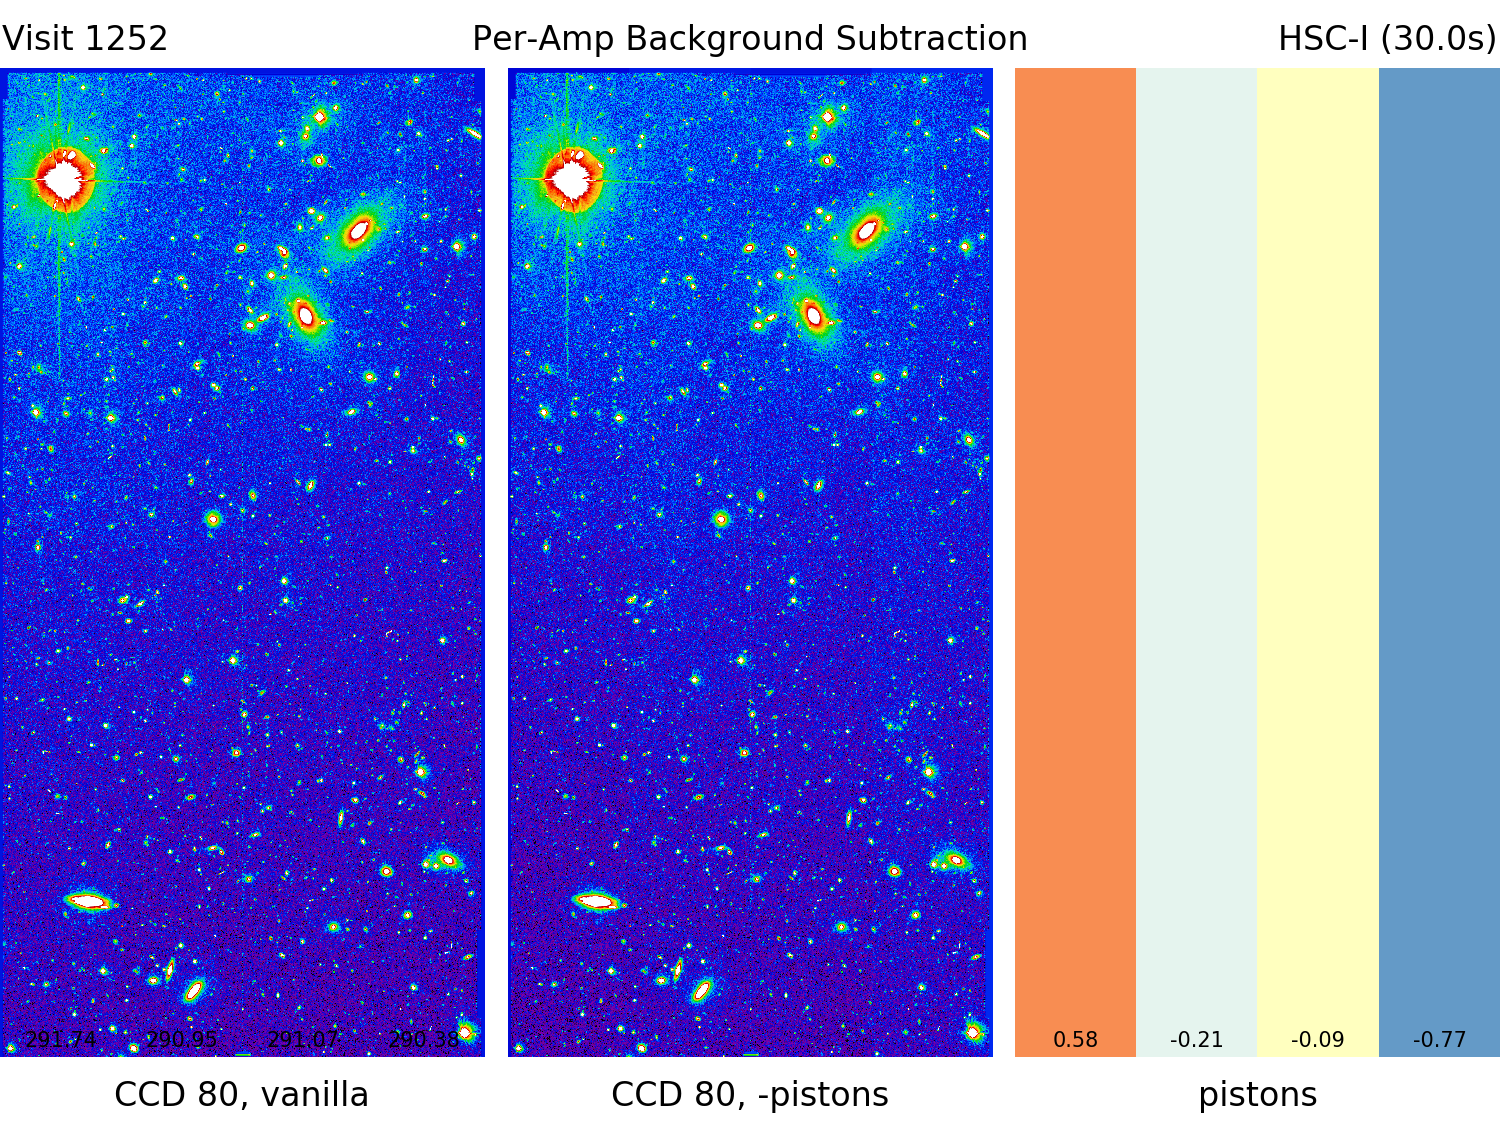 Visit 1252 Per-Amp Background Subtraction HSC-I (30.0s)
291.74 290.95 291.07 290.38 0.58 -0.21 -0.09 -0.77
CCD 80, vanilla CCD 80, -pistons pistons